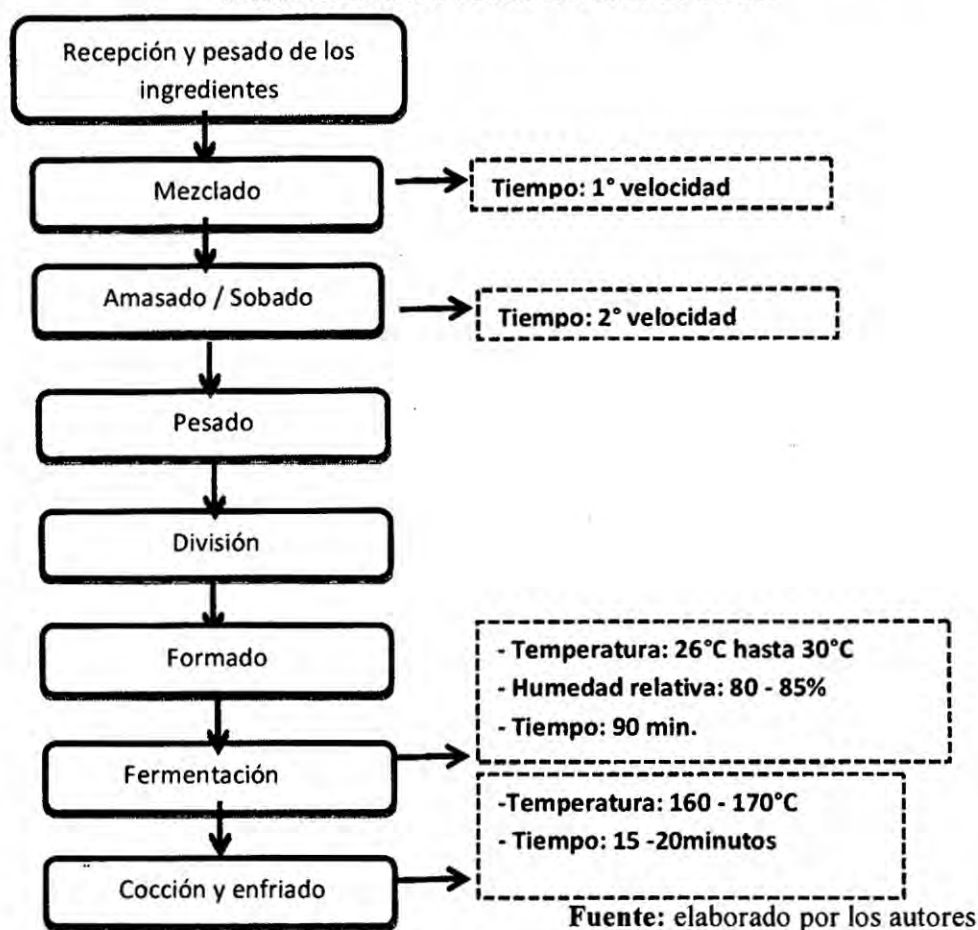 Recepción y pesado de los
ingredientes
Mezclado
Tiempo: 1° velocidad
Amasado / Sobado
Tiempo: 2° velocidad
Pesado
División
Formado
- Temperatura: 26°C hasta 30°C
- Humedad relativa: 80 - 85%
- Tiempo: 90 min.
Fermentación
-Temperatura: 160 - 170°C
- Tiempo: 15 -20minutos
Cocción y enfriado
Fuente: elaborado por los autores